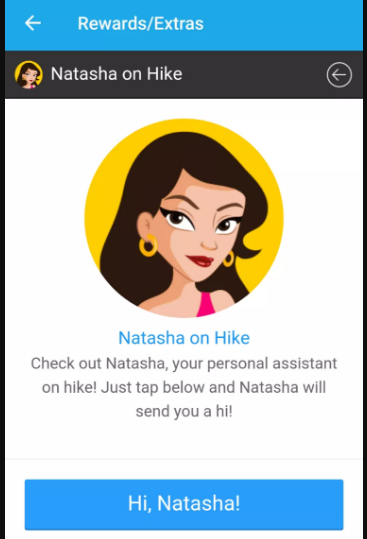 Rewards/Extras
Natasha on Hike
Natasha on Hike
Check out Natasha, your personal assistant
on hike! Just tap below and Natasha will
send you a hi!
Hi, Natasha!